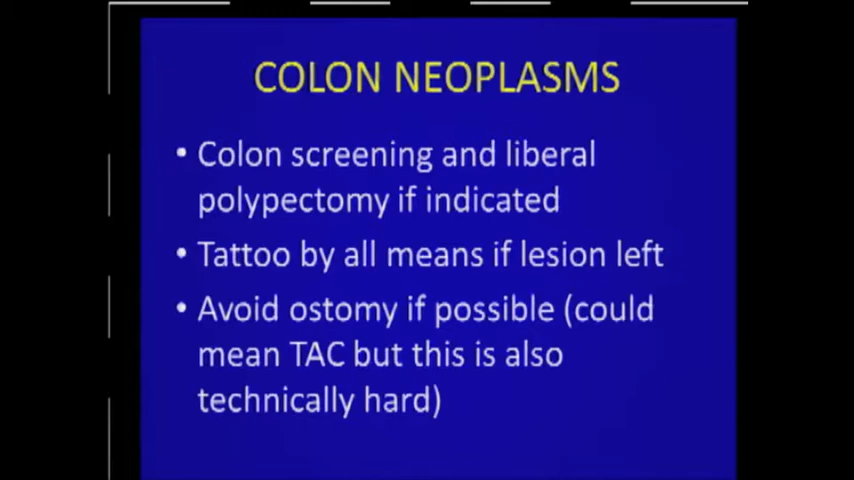 COLON NEOPLASMS
• Colon screening and liberal
polypectomy if indicated
• Tattoo by all means if lesion left
• Avoid ostomy if possible (could
mean TAC but this is also
technically hard)